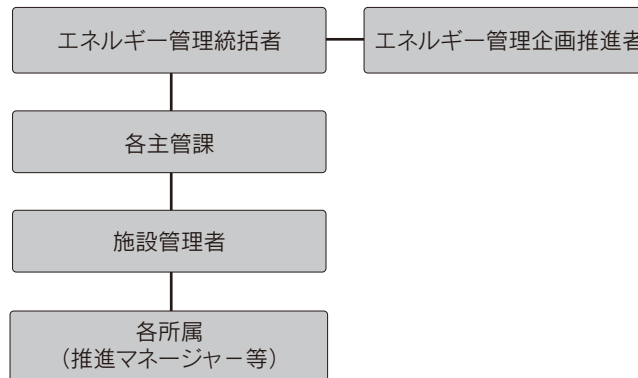 エネルギー管理統括者
エネルギー管理企画推進者
各主管課
施設管理者
各所属
（推進マネージャー等）